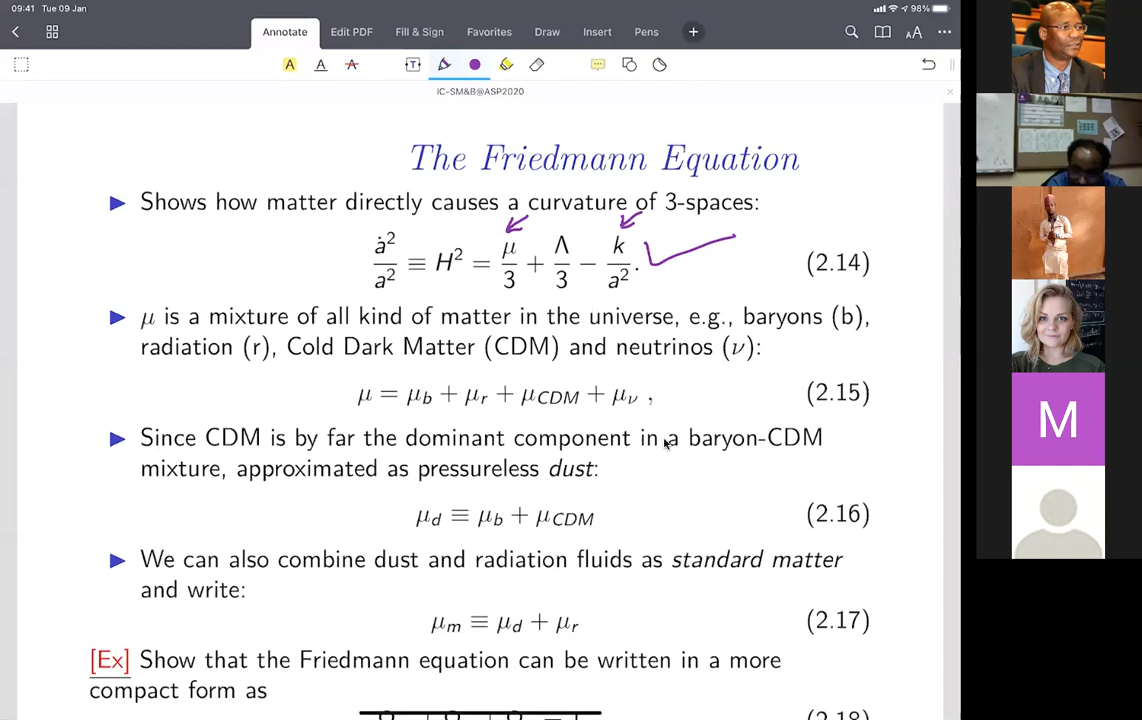 09:41 Tue 09 Jan
98%
Annotate Edit PDF Fill & Sign Favorites Draw Insert Pens
IC-SM&B@ASP2020
The Friedmann Equation
Shows how matter directly causes a curvature of 3-spaces:
ȧ²/a² ≡ H² = μ/3 + Λ/3 − k/a². (2.14)
μ is a mixture of all kind of matter in the universe, e.g., baryons (b),
radiation (r), Cold Dark Matter (CDM) and neutrinos (ν):
μ = μ_b + μ_r + μ_CDM + μ_ν , (2.15)
Since CDM is by far the dominant component in a baryon-CDM
mixture, approximated as pressureless dust:
μ_d ≡ μ_b + μ_CDM (2.16)
We can also combine dust and radiation fluids as standard matter
and write:
μ_m ≡ μ_d + μ_r (2.17)
[Ex] Show that the Friedmann equation can be written in a more
compact form as
(2.18)
M